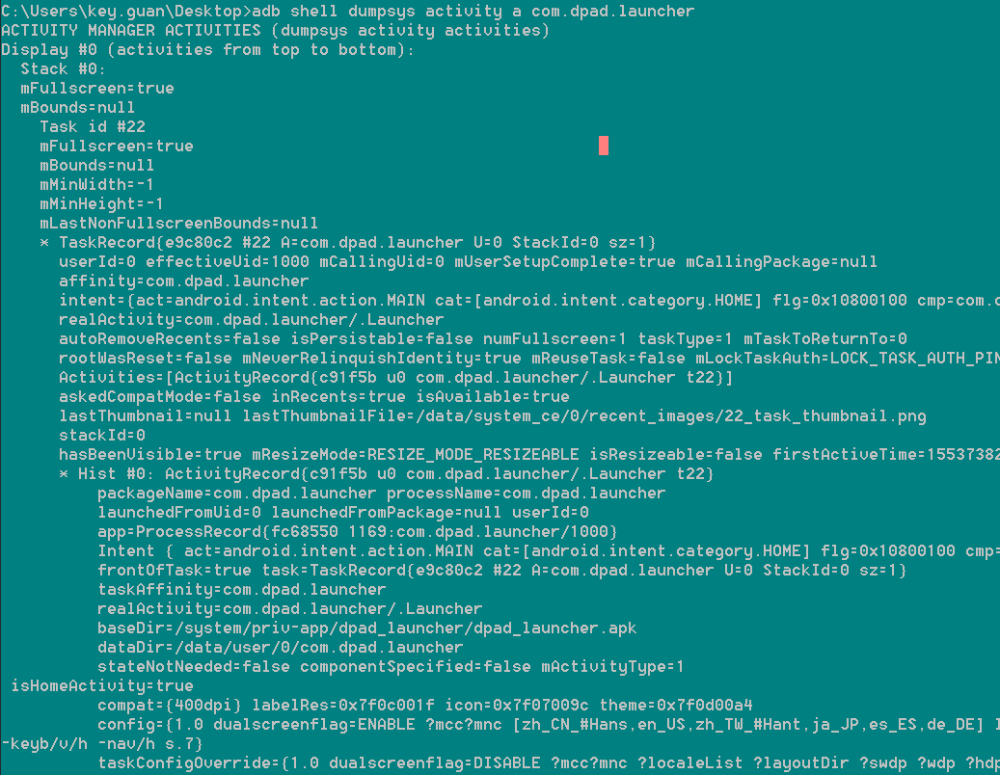 C:\Users\key.guan\Desktop>adb shell dumpsys activity a com.dpad.launcher
ACTIVITY MANAGER ACTIVITIES (dumpsys activity activities)
Display #0 (activities from top to bottom):
Stack #0:
mFullscreen=true
mBounds=null
Task id #22
mFullscreen=true
mBounds=null
mMinWidth=-1
mMinHeight=-1
mLastNonFullscreenBounds=null
* TaskRecord{e9c80c2 #22 A=com.dpad.launcher U=0 StackId=0 sz=1}
userId=0 effectiveUid=1000 mCallingUid=0 mUserSetupComplete=true mCallingPackage=null
affinity=com.dpad.launcher
intent={act=android.intent.action.MAIN cat=[android.intent.category.HOME] flg=0x10800100 cmp=com.d
realActivity=com.dpad.launcher/.Launcher
autoRemoveRecents=false isPersistable=false numFullscreen=1 taskType=1 mTaskToReturnTo=0
rootWasReset=false mNeverRelinquishIdentity=true mReuseTask=false mLockTaskAuth=LOCK_TASK_AUTH_PIN
Activities=[ActivityRecord{c91f5b u0 com.dpad.launcher/.Launcher t22}]
askedCompatMode=false inRecents=true isAvailable=true
lastThumbnail=null lastThumbnailFile=/data/system_ce/0/recent_images/22_task_thumbnail.png
stackId=0
hasBeenVisible=true mResizeMode=RESIZE_MODE_RESIZEABLE isResizeable=false firstActiveTime=15537382
* Hist #0: ActivityRecord{c91f5b u0 com.dpad.launcher/.Launcher t22}
packageName=com.dpad.launcher processName=com.dpad.launcher
launchedFromUid=0 launchedFromPackage=null userId=0
app=ProcessRecord{fc68550 1169:com.dpad.launcher/1000}
Intent { act=android.intent.action.MAIN cat=[android.intent.category.HOME] flg=0x10800100 cmp=
frontOfTask=true task=TaskRecord{e9c80c2 #22 A=com.dpad.launcher U=0 StackId=0 sz=1}
taskAffinity=com.dpad.launcher
realActivity=com.dpad.launcher/.Launcher
baseDir=/system/priv-app/dpad_launcher/dpad_launcher.apk
dataDir=/data/user/0/com.dpad.launcher
stateNotNeeded=false componentSpecified=false mActivityType=1
isHomeActivity=true
compat={400dpi} labelRes=0x7f0c001f icon=0x7f07009c theme=0x7f0d00a4
config={1.0 dualscreenflag=ENABLE ?mcc?mnc [zh_CN_#Hans,en_US,zh_TW_#Hant,ja_JP,es_ES,de_DE] l
-keyb/v/h -nav/h s.7}
taskConfigOverride={1.0 dualscreenflag=DISABLE ?mcc?mnc ?localeList ?layoutDir ?swdp ?wdp ?hdp